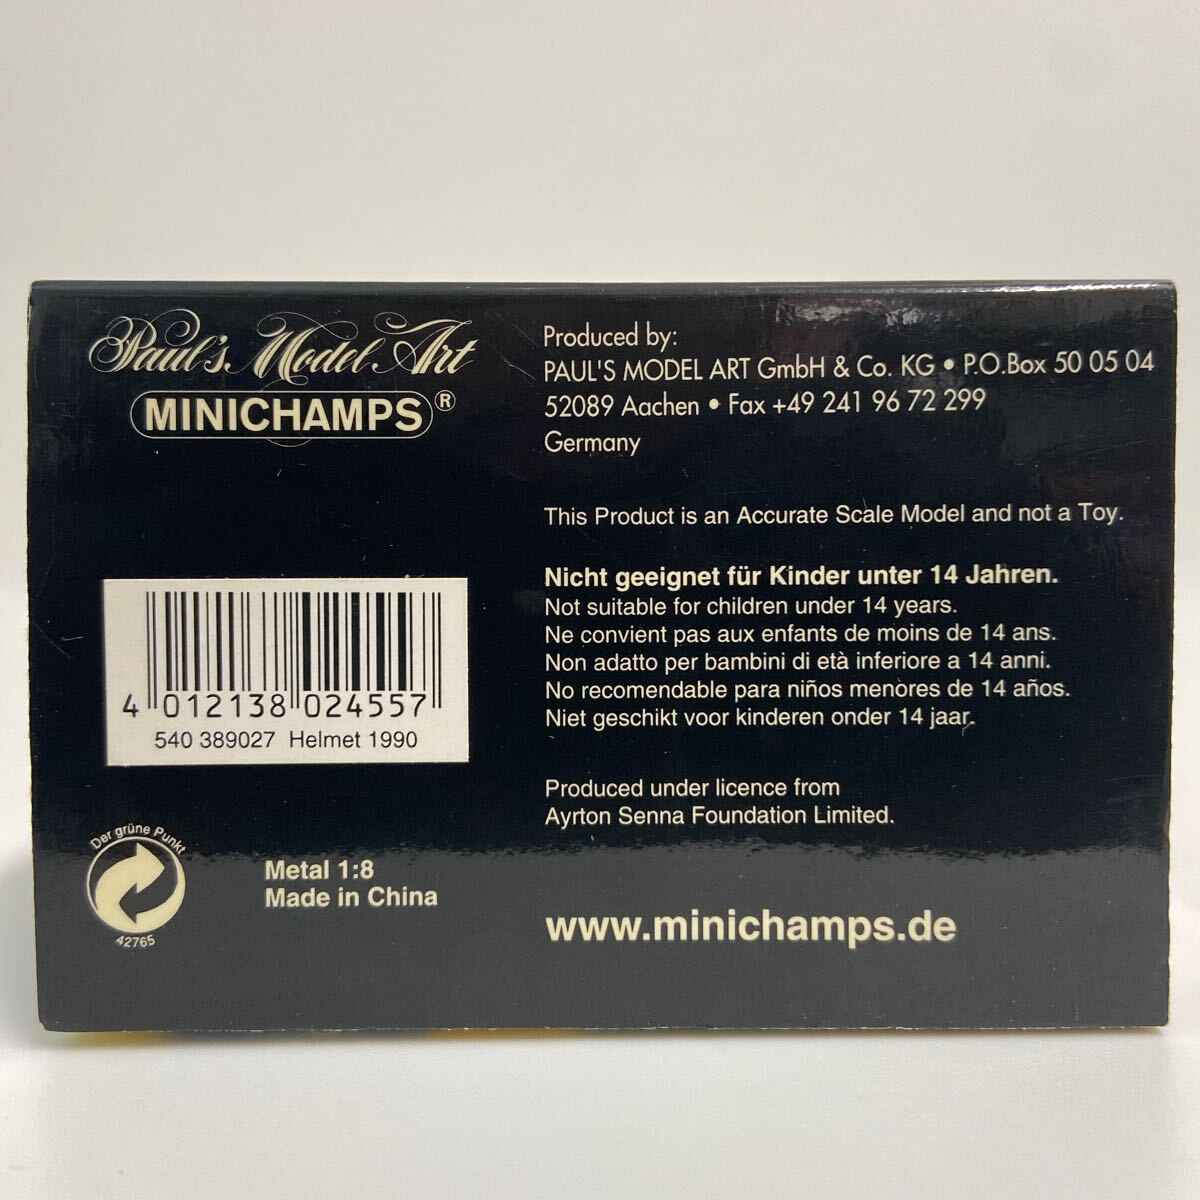 Paul's Model Art
MINICHAMPS®
Produced by:
PAUL'S MODEL ART GmbH & Co. KG • P.O.Box 50 05 04
52089 Aachen • Fax +49 241 96 72 299
Germany
This Product is an Accurate Scale Model and not a Toy.
Nicht geeignet für Kinder unter 14 Jahren.
Not suitable for children under 14 years.
Ne convient pas aux enfants de moins de 14 ans.
Non adatto per bambini di età inferiore a 14 anni.
No recomendable para niños menores de 14 años.
Niet geschikt voor kinderen onder 14 jaar.
4 012138 024557
540 389027 Helmet 1990
Produced under licence from
Ayrton Senna Foundation Limited.
Der grüne Punkt
42765
Metal 1:8
Made in China
www.minichamps.de